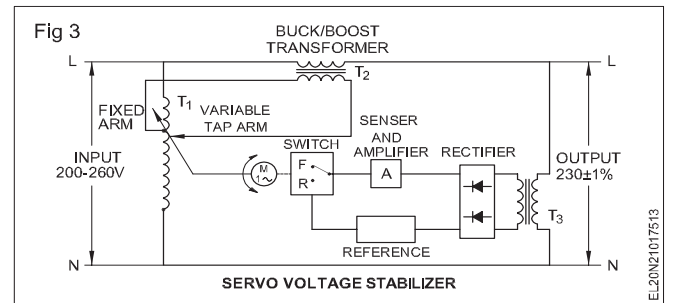 Fig 3
BUCK/BOOST
TRANSFORMER
L
L
T2
T1
FIXED
ARM
VARIABLE
TAP ARM
SENSER
AND
AMPLIFIER
SWITCH
RECTIFIER
INPUT
200-260V
M
1~
F
R
A
OUTPUT
230±1%
T3
REFERENCE
N
N
SERVO VOLTAGE STABILIZER
EL20N21017513